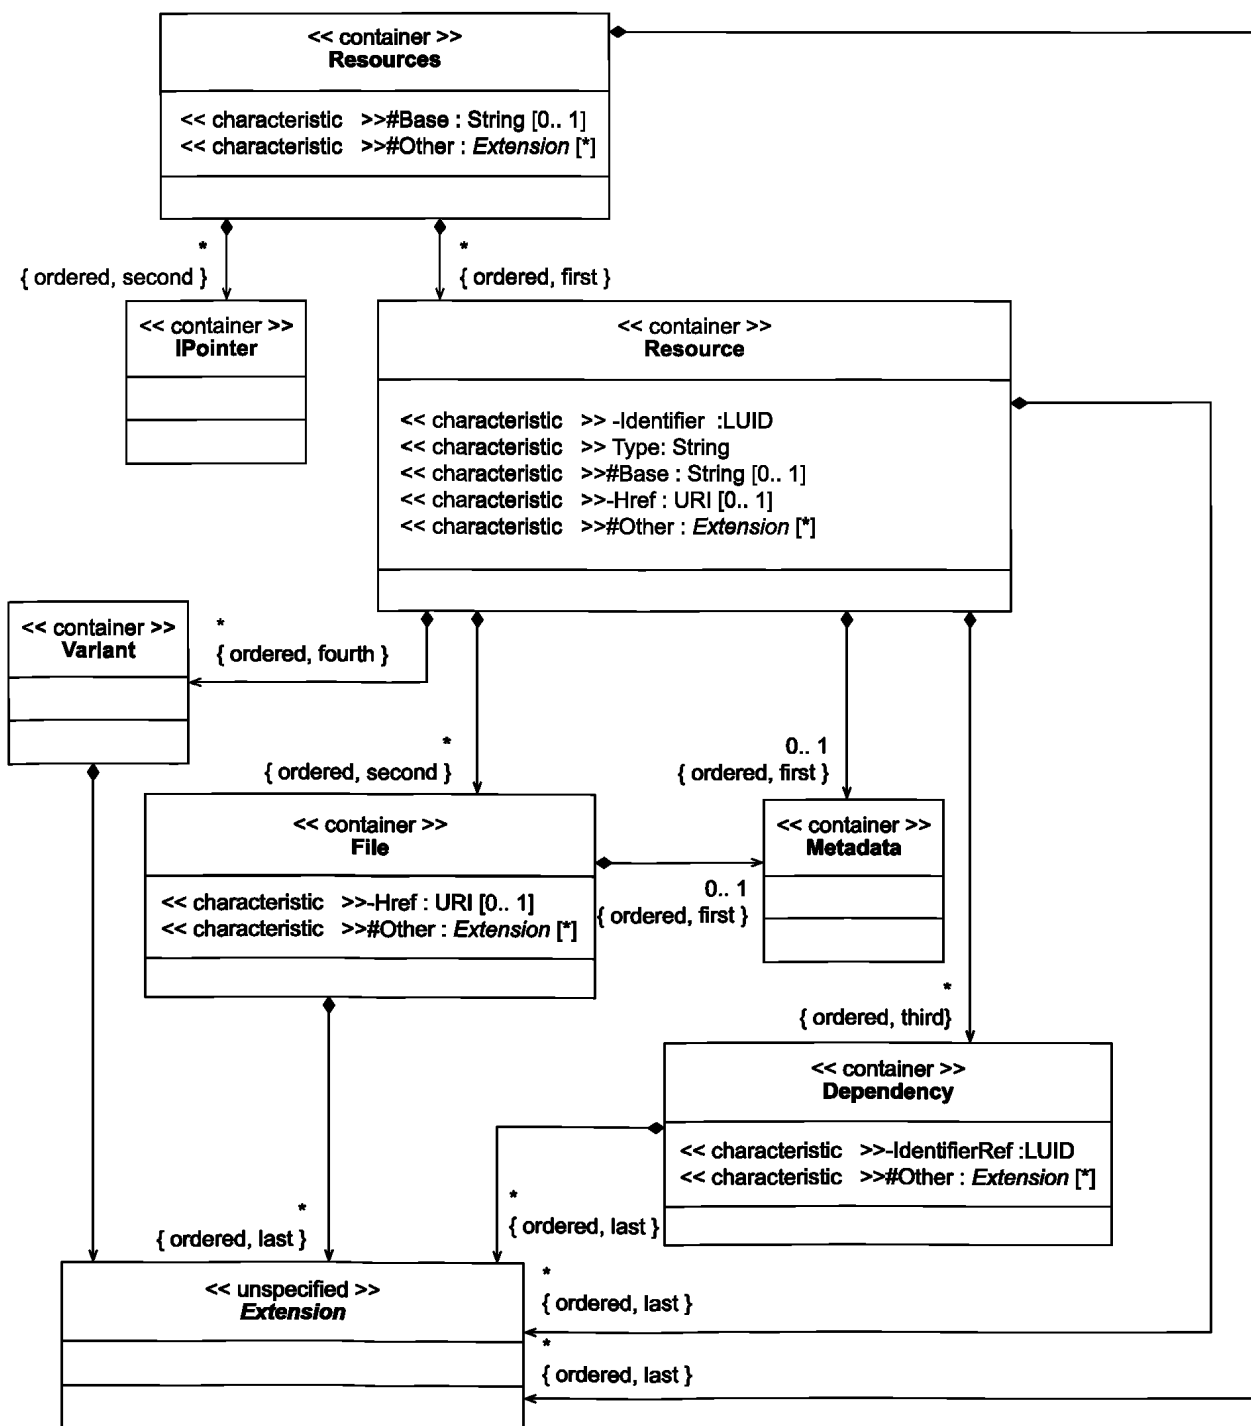 << container >>
Resources
<< characteristic >>#Base : String [0.. 1]
<< characteristic >>#Other : Extension [*]
*
{ ordered, second }
*
{ ordered, first }
<< container >>
IPointer
<< container >>
Resource
<< characteristic >> -Identifier :LUID
<< characteristic >> Type: String
<< characteristic >>#Base : String [0.. 1]
<< characteristic >>-Href : URI [0.. 1]
<< characteristic >>#Other : Extension [*]
<< container >>
Variant
*
{ ordered, fourth }
*
{ ordered, second }
0.. 1
{ ordered, first }
<< container >>
File
<< characteristic >>-Href : URI [0.. 1]
<< characteristic >>#Other : Extension [*]
<< container >>
Metadata
0.. 1
{ ordered, first }
*
{ ordered, third}
<< container >>
Dependency
<< characteristic >>-IdentifierRef :LUID
<< characteristic >>#Other : Extension [*]
*
{ ordered, last }
*
{ ordered, last }
<< unspecified >>
Extension
*
{ ordered, last }
*
{ ordered, last }